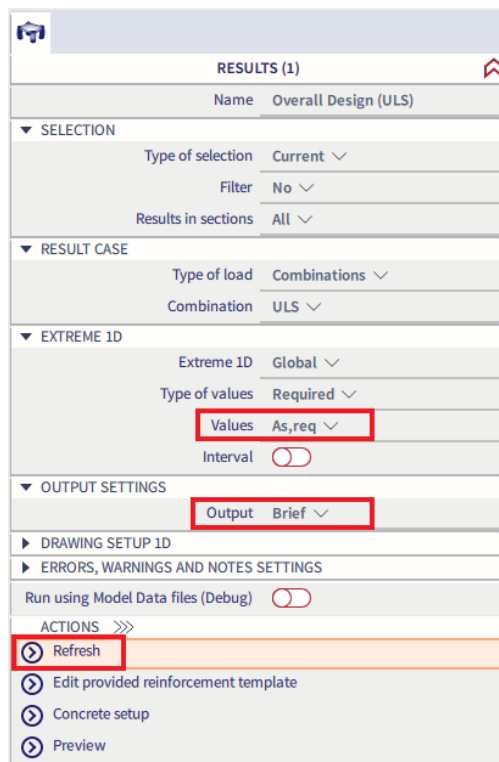 RESULTS (1)
Name Overall Design (ULS)
SELECTION
Type of selection Current
Filter No
Results in sections All
RESULT CASE
Type of load Combinations
Combination ULS
EXTREME 1D
Extreme 1D Global
Type of values Required
Values As,req
Interval
OUTPUT SETTINGS
Output Brief
DRAWING SETUP 1D
ERRORS, WARNINGS AND NOTES SETTINGS
Run using Model Data files (Debug)
ACTIONS >>>
Refresh
Edit provided reinforcement template
Concrete setup
Preview